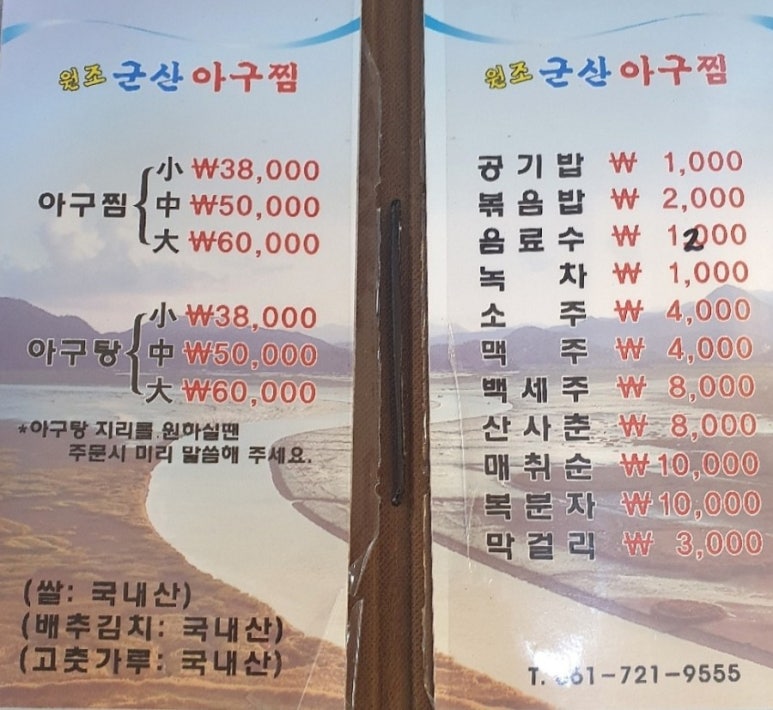 원조 군산 아구찜
아구찜
小 ₩38,000
中 ₩50,000
大 ₩60,000
아구탕
小 ₩38,000
中 ₩50,000
大 ₩60,000
*아구탕 지리를 원하실땐
주문시 미리 말씀해 주세요.
(쌀: 국내산)
(배추김치: 국내산)
(고춧가루: 국내산)
원조 군산 아구찜
공기밥 ₩ 1,000
볶음밥 ₩ 2,000
음료수 ₩ 1200
녹차 ₩ 1,000
소주 ₩ 4,000
맥주 ₩ 4,000
백세주 ₩ 8,000
산사춘 ₩ 8,000
매취순 ₩10,000
복분자 ₩10,000
막걸리 ₩ 3,000
T. 061-721-9555